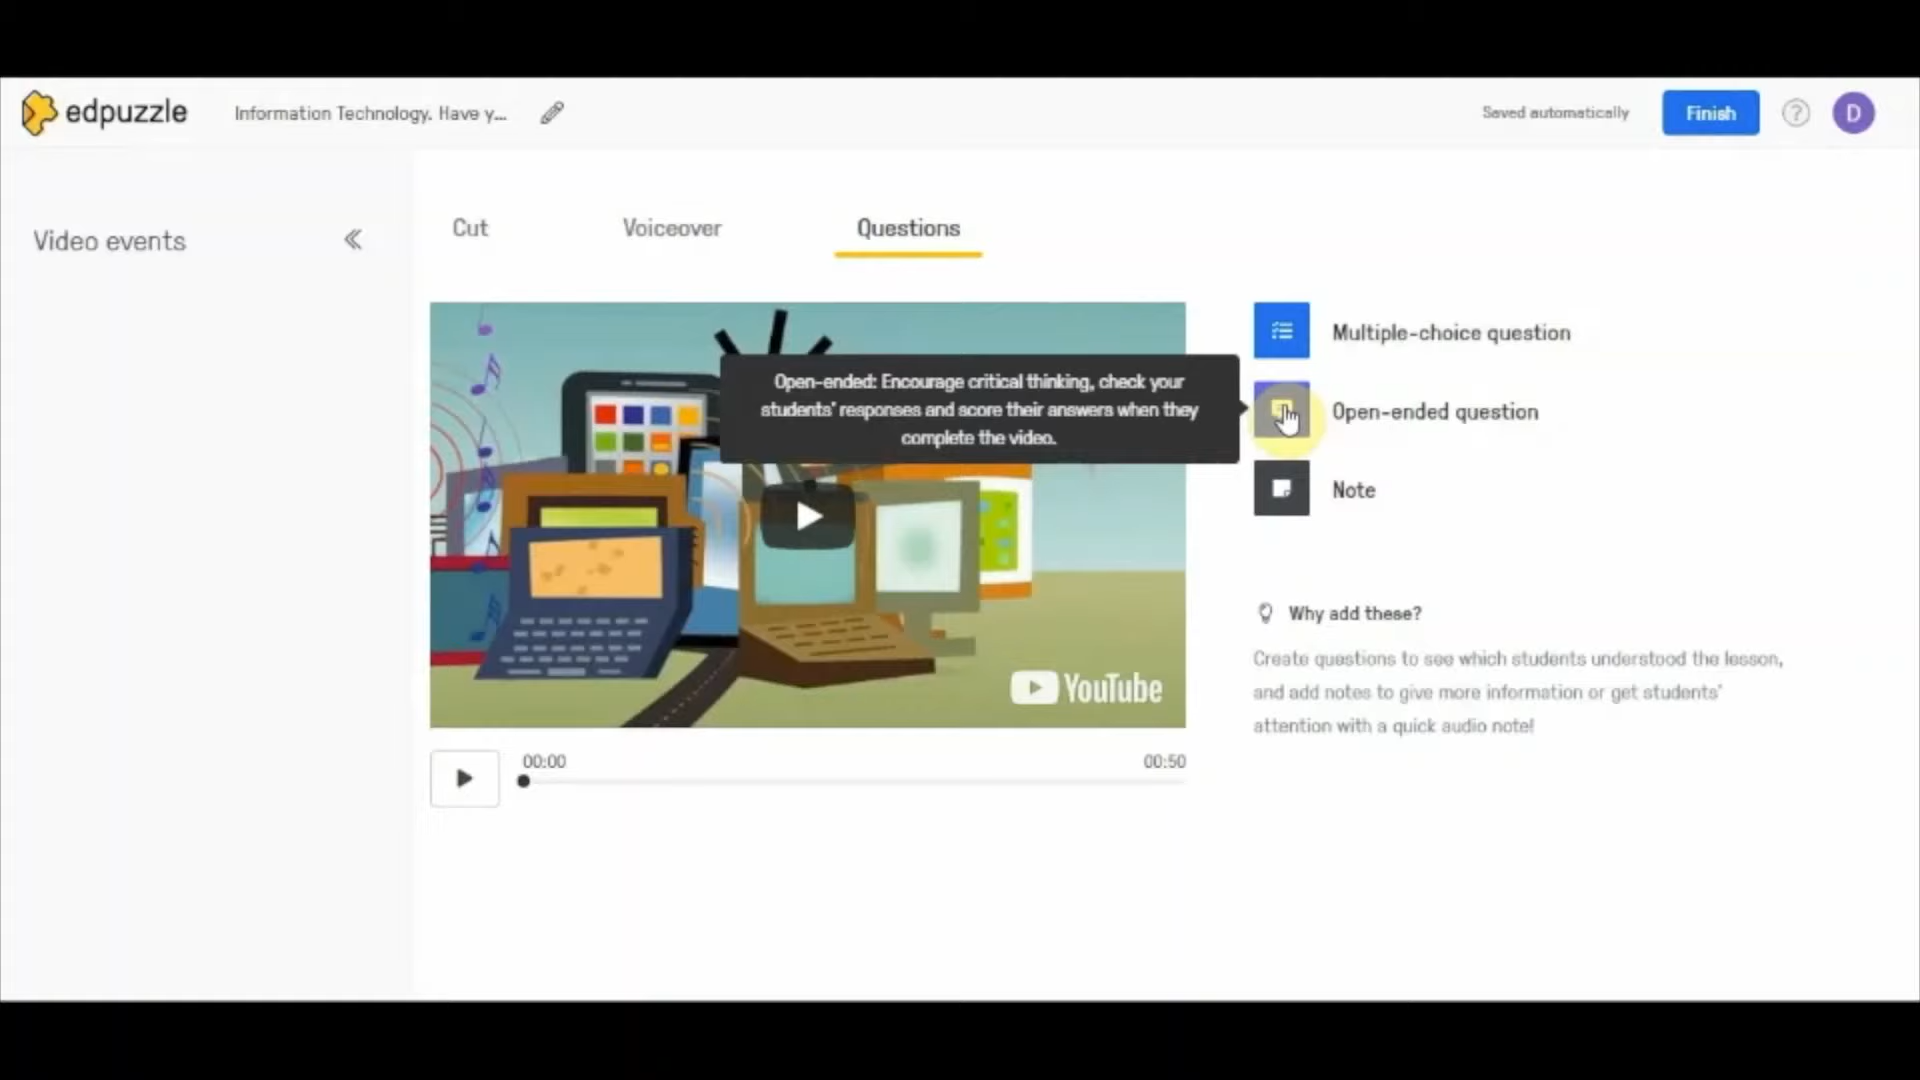 edpuzzle
Information Technology. Have y...
Saved automatically
Finish
?
D
Video events
Cut
Voiceover
Questions
Open-ended: Encourage critical thinking, check your
students' responses and score their answers when they
complete the video.
YouTube
00:00
00:50
Multiple-choice question
Open-ended question
Note
Why add these?
Create questions to see which students understood the lesson,
and add notes to give more information or get students'
attention with a quick audio note!